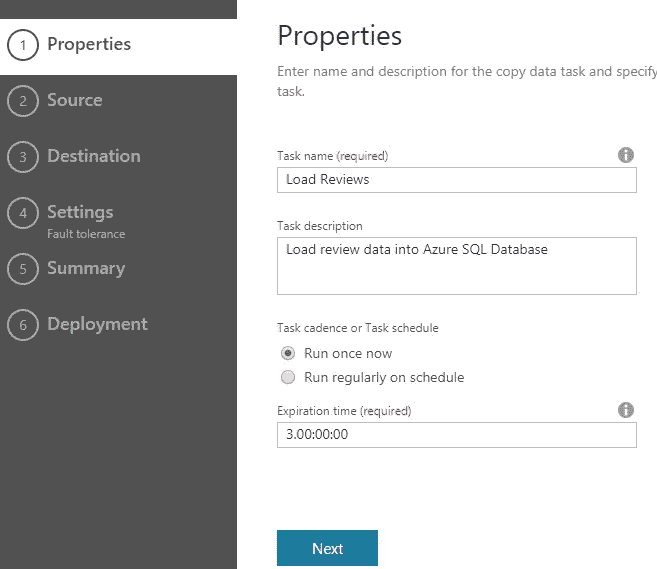 1 Properties
2 Source
3 Destination
4 Settings
Fault tolerance
5 Summary
6 Deployment
Properties
Enter name and description for the copy data task and specify
task.
Task name (required)
Load Reviews
Task description
Load review data into Azure SQL Database
Task cadence or Task schedule
Run once now
Run regularly on schedule
Expiration time (required)
3.00:00:00
Next